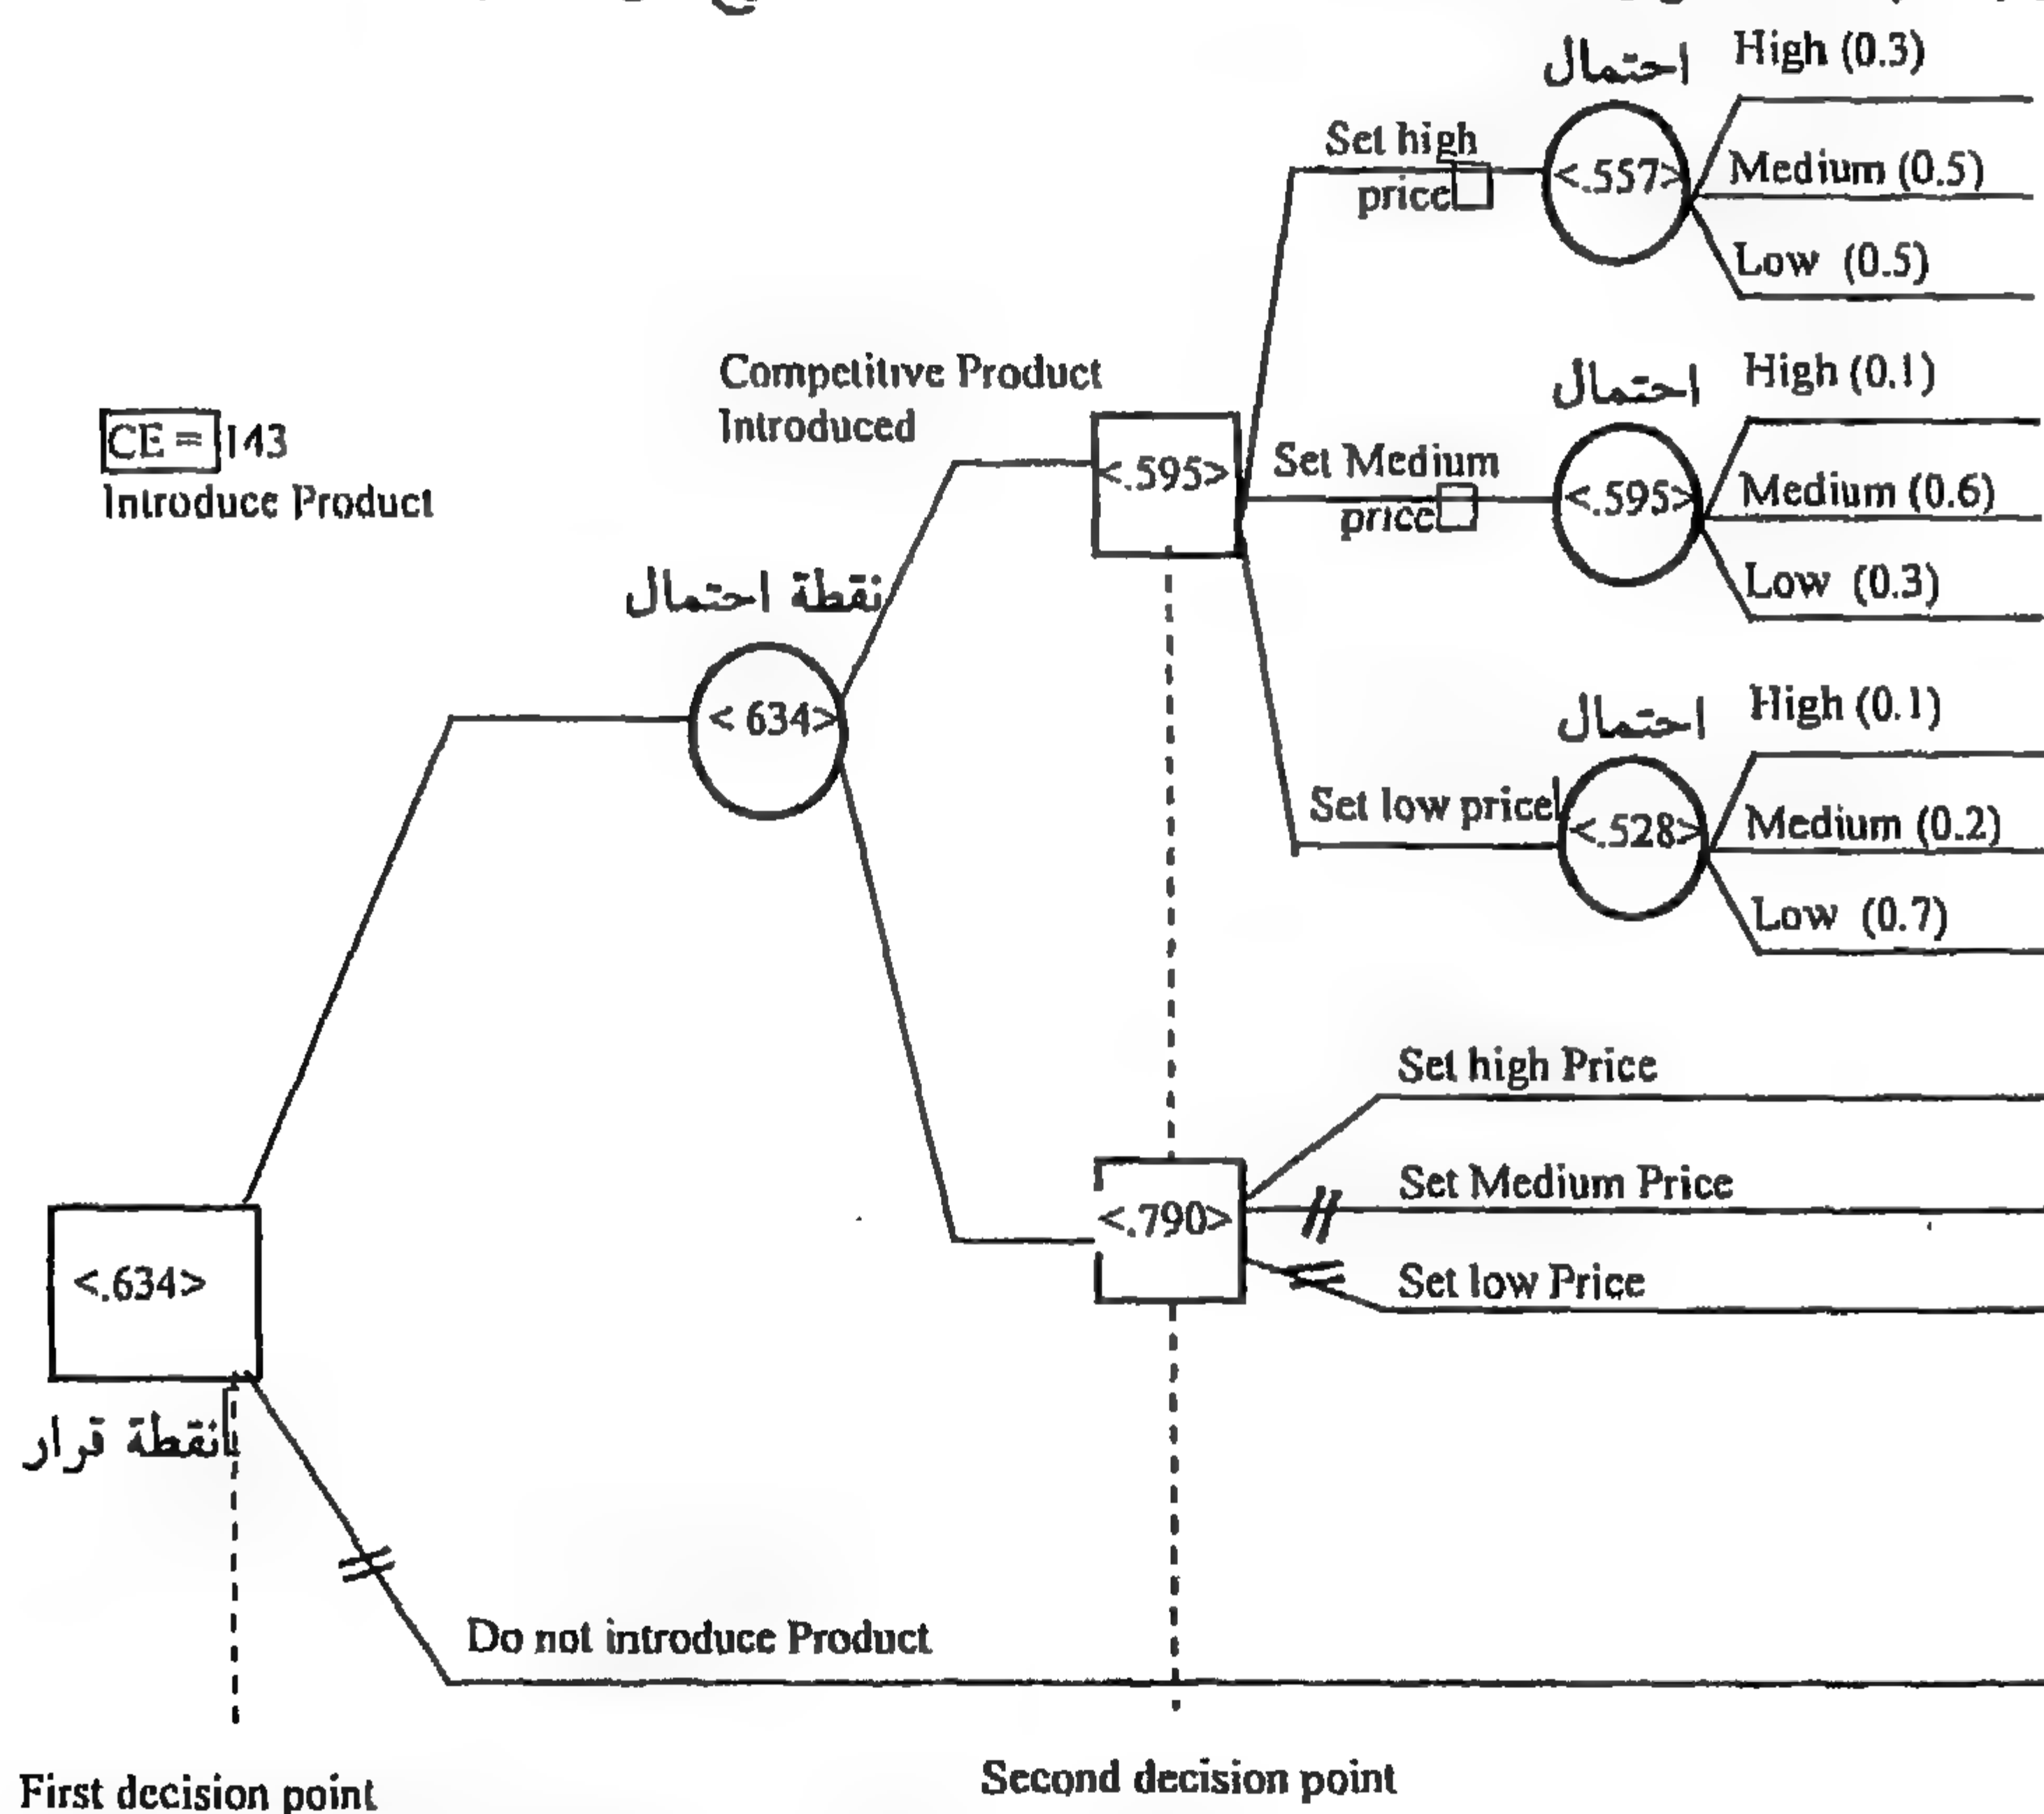 احتمال
High (0.3)
Set high
price
<.557>
Medium (0.5)
Low (0.5)
Competitive Product
Introduced
احتمال
High (0.1)
CE = 143
Introduce Product
<.595>
Set Medium
price
<.595>
Medium (0.6)
Low (0.3)
نقطة احتمال
< 634>
احتمال
High (0.1)
Set low price
<.528>
Medium (0.2)
Low (0.7)
Set high Price
<.790>
Set Medium Price
Set low Price
<.634>
نقطة قرار
Do not introduce Product
First decision point
Second decision point